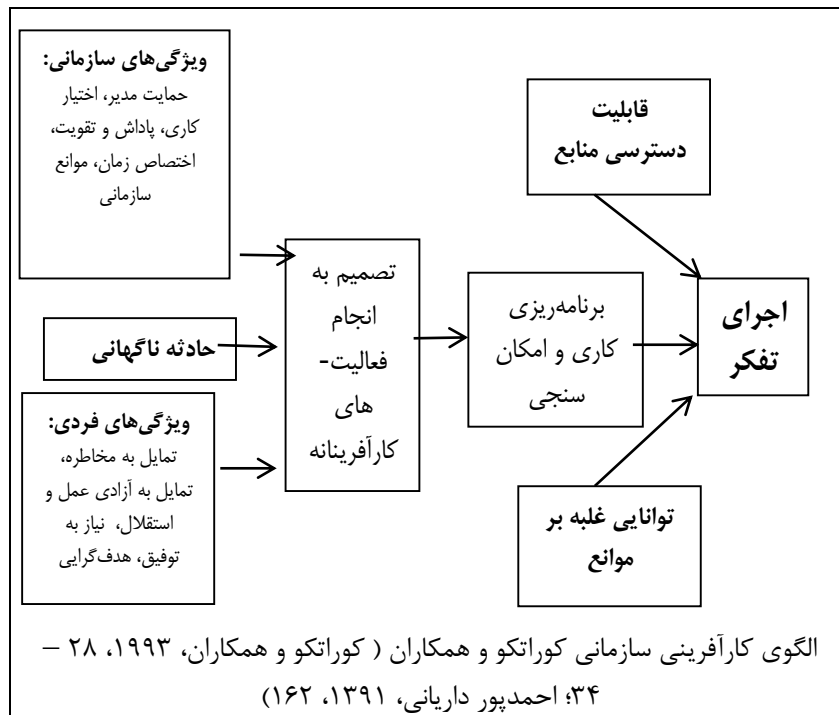 ویژگی‌های سازمانی:
حمایت مدیر، اختیار
کاری، پاداش و تقویت،
اختصاص زمان، موانع
سازمانی
حادثه ناگهانی
ویژگی‌های فردی:
تمایل به مخاطره،
تمایل به آزادی عمل و
استقلال، نیاز به
توفیق، هدف‌گرایی
تصمیم به
انجام
فعالیت-
های
کارآفرینانه
برنامه‌ریزی
کاری و امکان
سنجی
قابلیت
دسترسی منابع
اجرای
تفکر
توانایی غلبه بر
موانع
الگوی کارآفرینی سازمانی کوراتکو و همکاران ( کوراتکو و همکاران، ۱۹۹۳، ۲۸ –
۳۴؛ احمدپور داریانی، ۱۳۹۱، ۱۶۲)